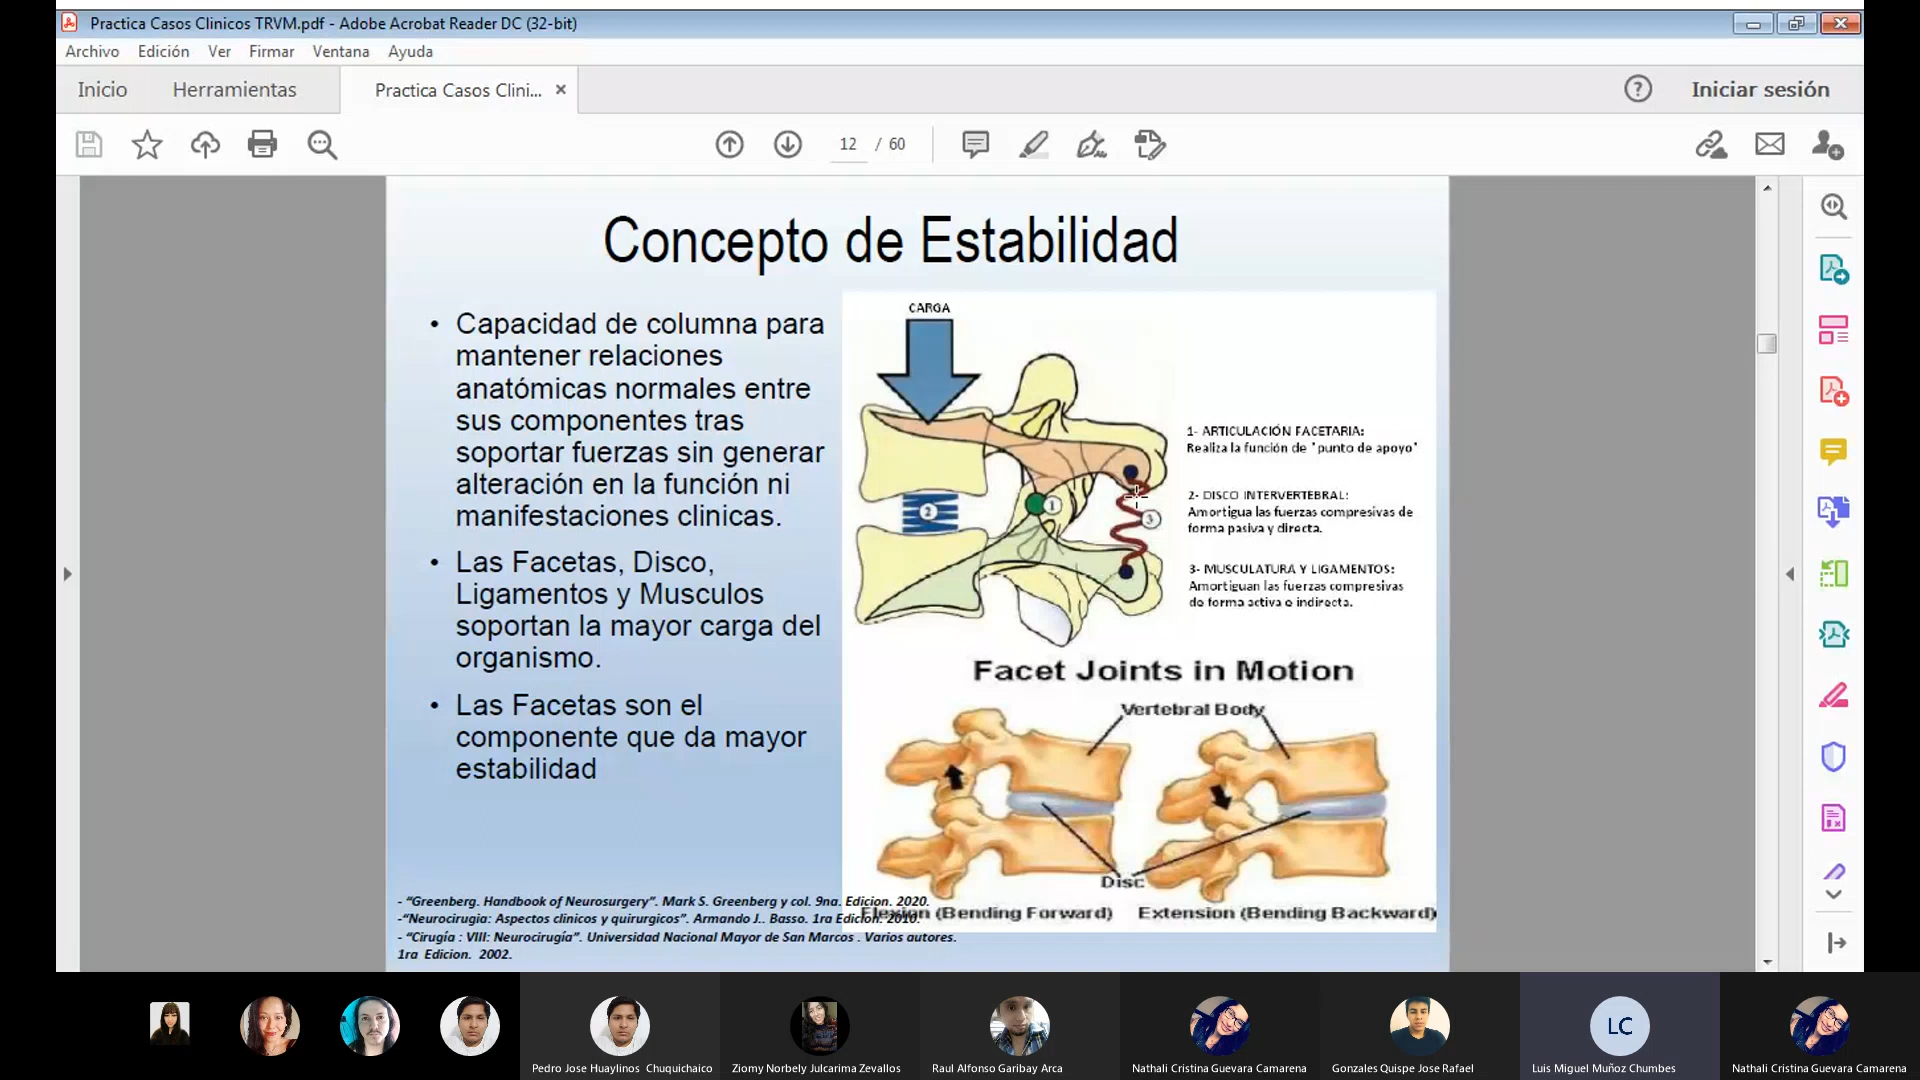 Practica Casos Clinicos TRVM.pdf - Adobe Acrobat Reader DC (32-bit)
Archivo Edición Ver Firmar Ventana Ayuda
Inicio Herramientas Practica Casos Clini... × ? Iniciar sesión
12 / 60
Concepto de Estabilidad
• Capacidad de columna para
mantener relaciones
anatómicas normales entre
sus componentes tras
soportar fuerzas sin generar
alteración en la función ni
manifestaciones clinicas.
• Las Facetas, Disco,
Ligamentos y Musculos
soportan la mayor carga del
organismo.
• Las Facetas son el
componente que da mayor
estabilidad
CARGA
1
2
3
1- ARTICULACIÓN FACETARIA:
Realiza la función de "punto de apoyo"
2- DISCO INTERVERTEBRAL:
Amortigua las fuerzas compresivas de
forma pasiva y directa.
3- MUSCULATURA Y LIGAMENTOS:
Amortiguan las fuerzas compresivas
de forma activa e indirecta.
Facet Joints in Motion
Vertebral Body
Disc
Flexion (Bending Forward) Extension (Bending Backward)
- "Greenberg. Handbook of Neurosurgery". Mark S. Greenberg y col. 9na. Edicion. 2020.
-"Neurocirugia: Aspectos clinicos y quirurgicos". Armando J.. Basso. 1ra Edicion. 2010.
- "Cirugía : VIII: Neurocirugía". Universidad Nacional Mayor de San Marcos . Varios autores.
1ra Edicion. 2002.
LC
Pedro Jose Huaylinos Chuquichaico Ziomy Norbely Julcarima Zevallos Raul Alfonso Garibay Arca Nathali Cristina Guevara Camarena Gonzales Quispe Jose Rafael Luis Miguel Muñoz Chumbes Nathali Cristina Guevara Camarena